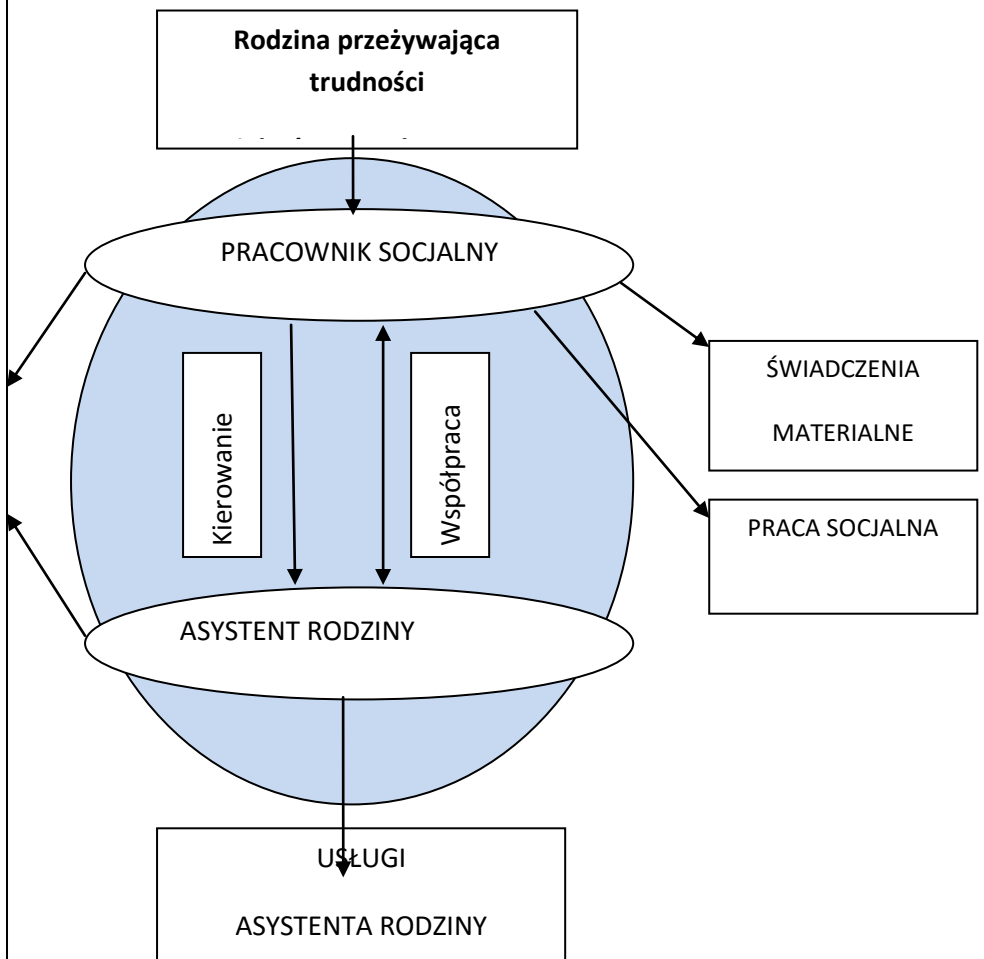 Rodzina przeżywająca
trudności
PRACOWNIK SOCJALNY
Kierowanie
Współpraca
ŚWIADCZENIA
MATERIALNE
PRACA SOCJALNA
ASYSTENT RODZINY
USŁUGI
ASYSTENTA RODZINY